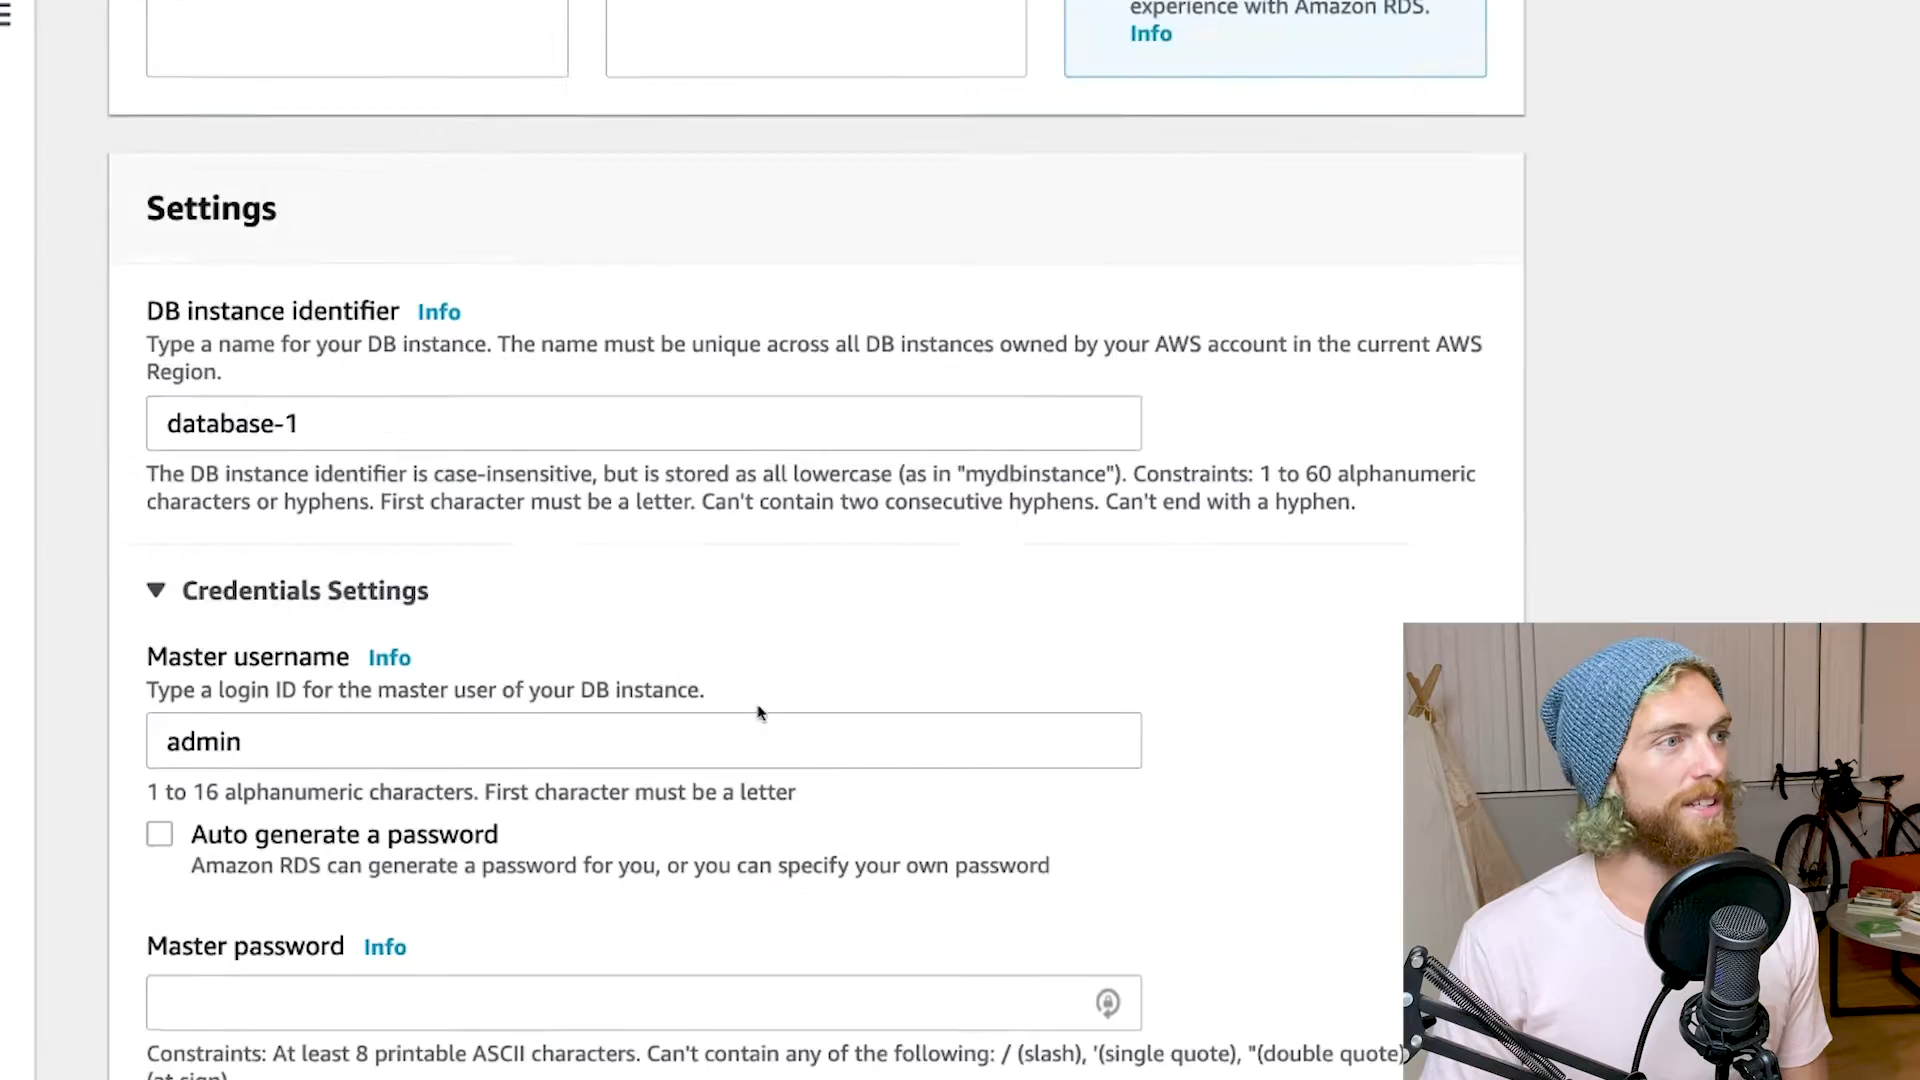 experience with Amazon RDS.
Info
Settings
DB instance identifier Info
Type a name for your DB instance. The name must be unique across all DB instances owned by your AWS account in the current AWS
Region.
database-1
The DB instance identifier is case-insensitive, but is stored as all lowercase (as in "mydbinstance"). Constraints: 1 to 60 alphanumeric
characters or hyphens. First character must be a letter. Can't contain two consecutive hyphens. Can't end with a hyphen.
Credentials Settings
Master username Info
Type a login ID for the master user of your DB instance.
admin
1 to 16 alphanumeric characters. First character must be a letter
Auto generate a password
Amazon RDS can generate a password for you, or you can specify your own password
Master password Info
Constraints: At least 8 printable ASCII characters. Can't contain any of the following: / (slash), '(single quote), "(double quote)
(at sign)